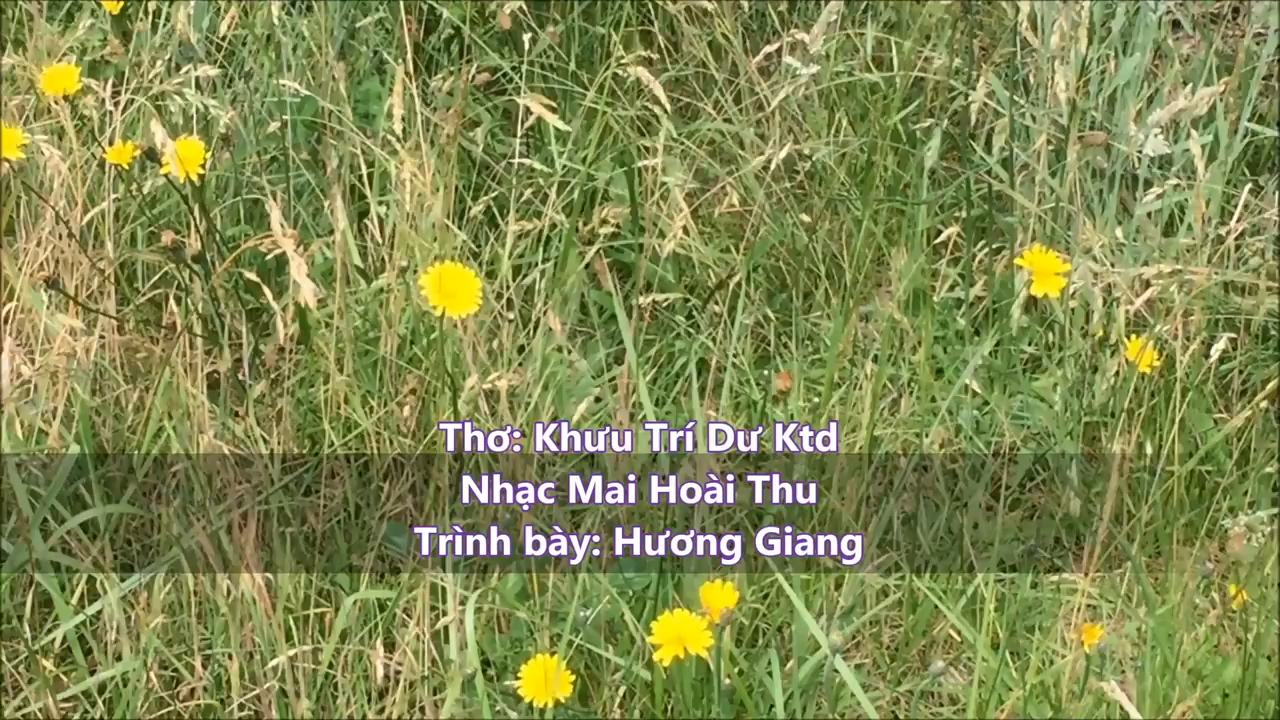 Thơ: Khưu Trí Dư Ktd
Nhạc Mai Hoài Thu
Trình bày: Hương Giang